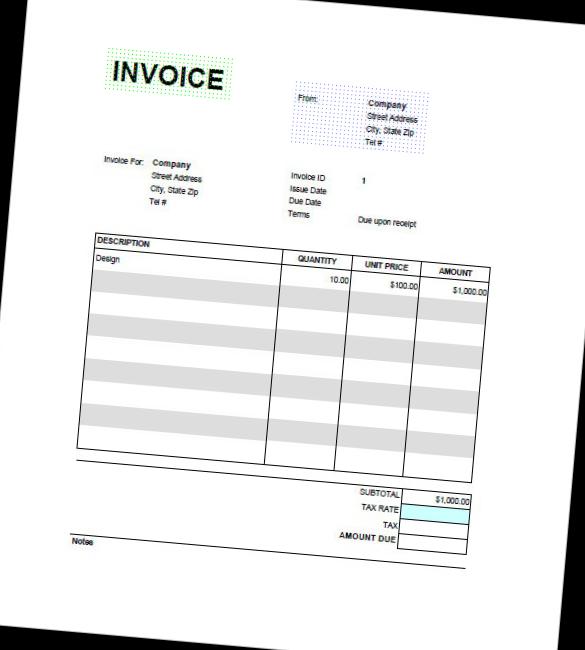 INVOICE
From: Company
Street Address
City, State Zip
Tel #
Invoice For: Company
Street Address
City, State Zip
Tel #
Invoice ID 1
Issue Date
Due Date
Terms Due upon receipt
DESCRIPTION QUANTITY UNIT PRICE AMOUNT
Design 10.00 $100.00 $1,000.00
SUBTOTAL $1,000.00
TAX RATE
TAX
AMOUNT DUE
Notes